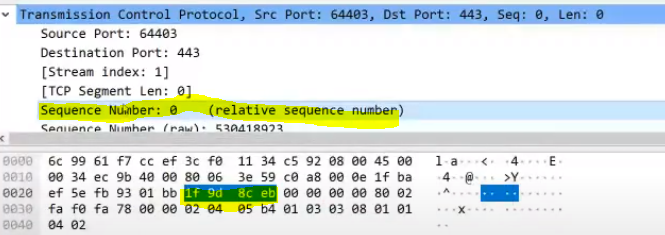 Transmission Control Protocol, Src Port: 64403, Dst Port: 443, Seq: 0, Len: 0
Source Port: 64403
Destination Port: 443
[Stream index: 1]
[TCP Segment Len: 0]
Sequence Number: 0    (relative sequence number)
Sequence Number (raw): 530418923
0000  6c 99 61 f7 cc ef 3c f0  11 34 c5 92 08 00 45 00  l·a···<· ·4····E·
0010  00 34 ec 9b 40 00 80 06  3e 59 c0 a8 00 0e 1f ba  ·4··@··· >Y······
0020  ef 5e fb 93 01 bb 1f 9d  8c eb 00 00 00 00 80 02  ·^······ ········
0030  fa f0 fa 78 00 00 02 04  05 b4 01 03 03 08 01 01  ···x···· ········
0040  04 02  ··